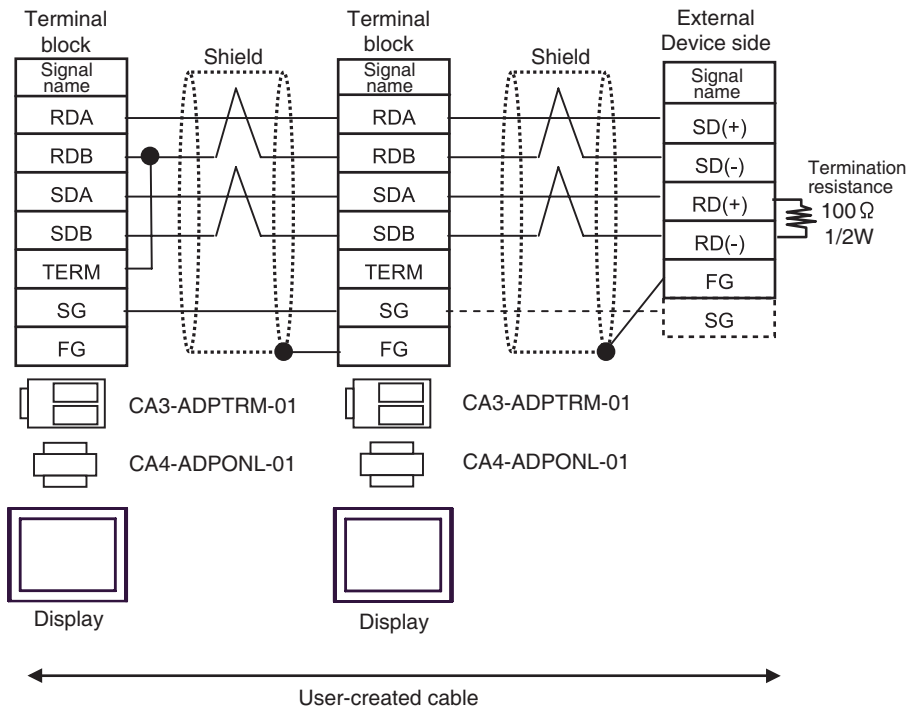 Terminal
block
Signal
name
RDA
RDB
SDA
SDB
TERM
SG
FG
CA3-ADPTRM-01
CA4-ADPONL-01
Display
Shield
Terminal
block
Signal
name
RDA
RDB
SDA
SDB
TERM
SG
FG
CA3-ADPTRM-01
CA4-ADPONL-01
Display
Shield
External
Device side
Signal
name
SD(+)
SD(-)
RD(+)
RD(-)
FG
SG
Termination
resistance
100Ω
1/2W
User-created cable